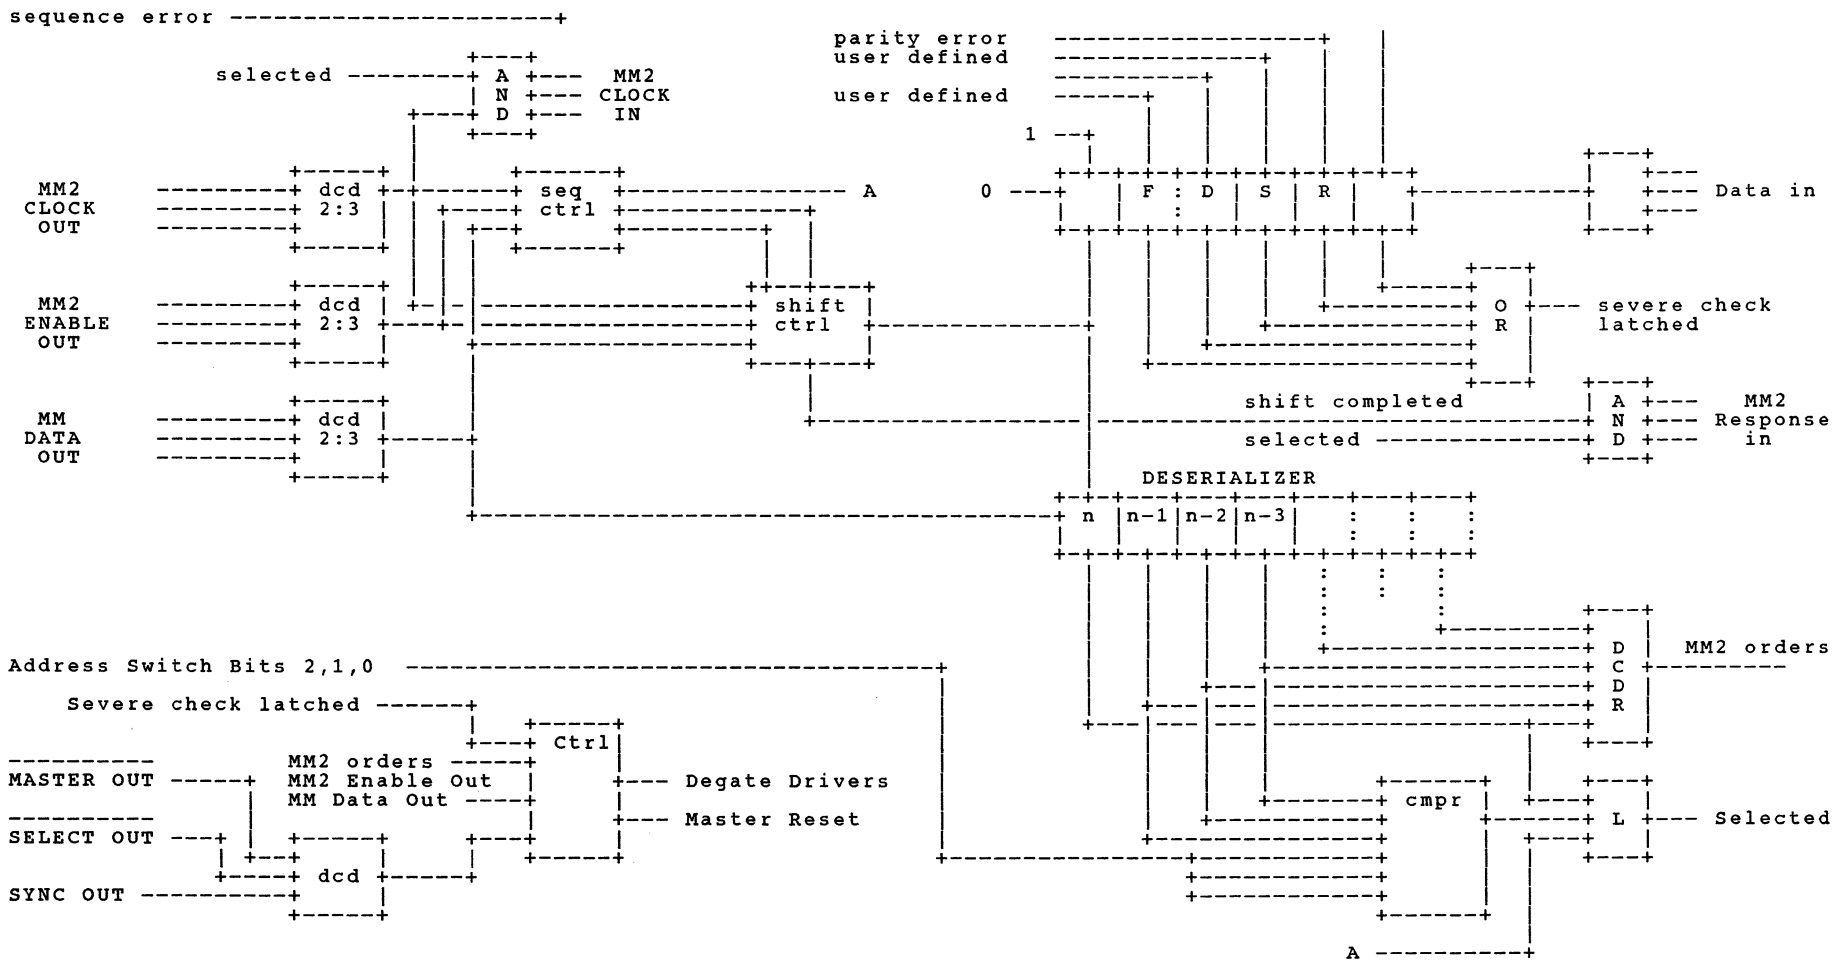 sequence error
parity error
user defined
selected
A
N
D
MM2
CLOCK
IN
user defined
1
MM2
CLOCK
OUT
dcd
2:3
seq
ctrl
A
0
F : D S R
Data in
MM2
ENABLE
OUT
dcd
2:3
shift
ctrl
O
R
severe check
latched
MM
DATA
OUT
dcd
2:3
shift completed
selected
A
N
D
MM2
Response
in
DESERIALIZER
n n-1 n-2 n-3
D
C
D
R
MM2 orders
Address Switch Bits 2,1,0
Severe check latched
Ctrl
MM2 orders
MM2 Enable Out
MM Data Out
MASTER OUT
SELECT OUT
SYNC OUT
dcd
Degate Drivers
Master Reset
cmpr
L
Selected
A